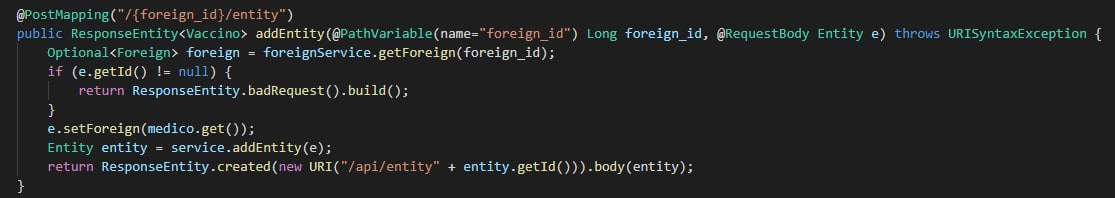 @PostMapping("/{foreign_id}/entity")
public ResponseEntity<Vaccino> addEntity(@PathVariable(name="foreign_id") Long foreign_id, @RequestBody Entity e) throws URISyntaxException {
    Optional<Foreign> foreign = foreignService.getForeign(foreign_id);
    if (e.getId() != null) {
        return ResponseEntity.badRequest().build();
    }
    e.setForeign(medico.get());
    Entity entity = service.addEntity(e);
    return ResponseEntity.created(new URI("/api/entity" + entity.getId())).body(entity);
}